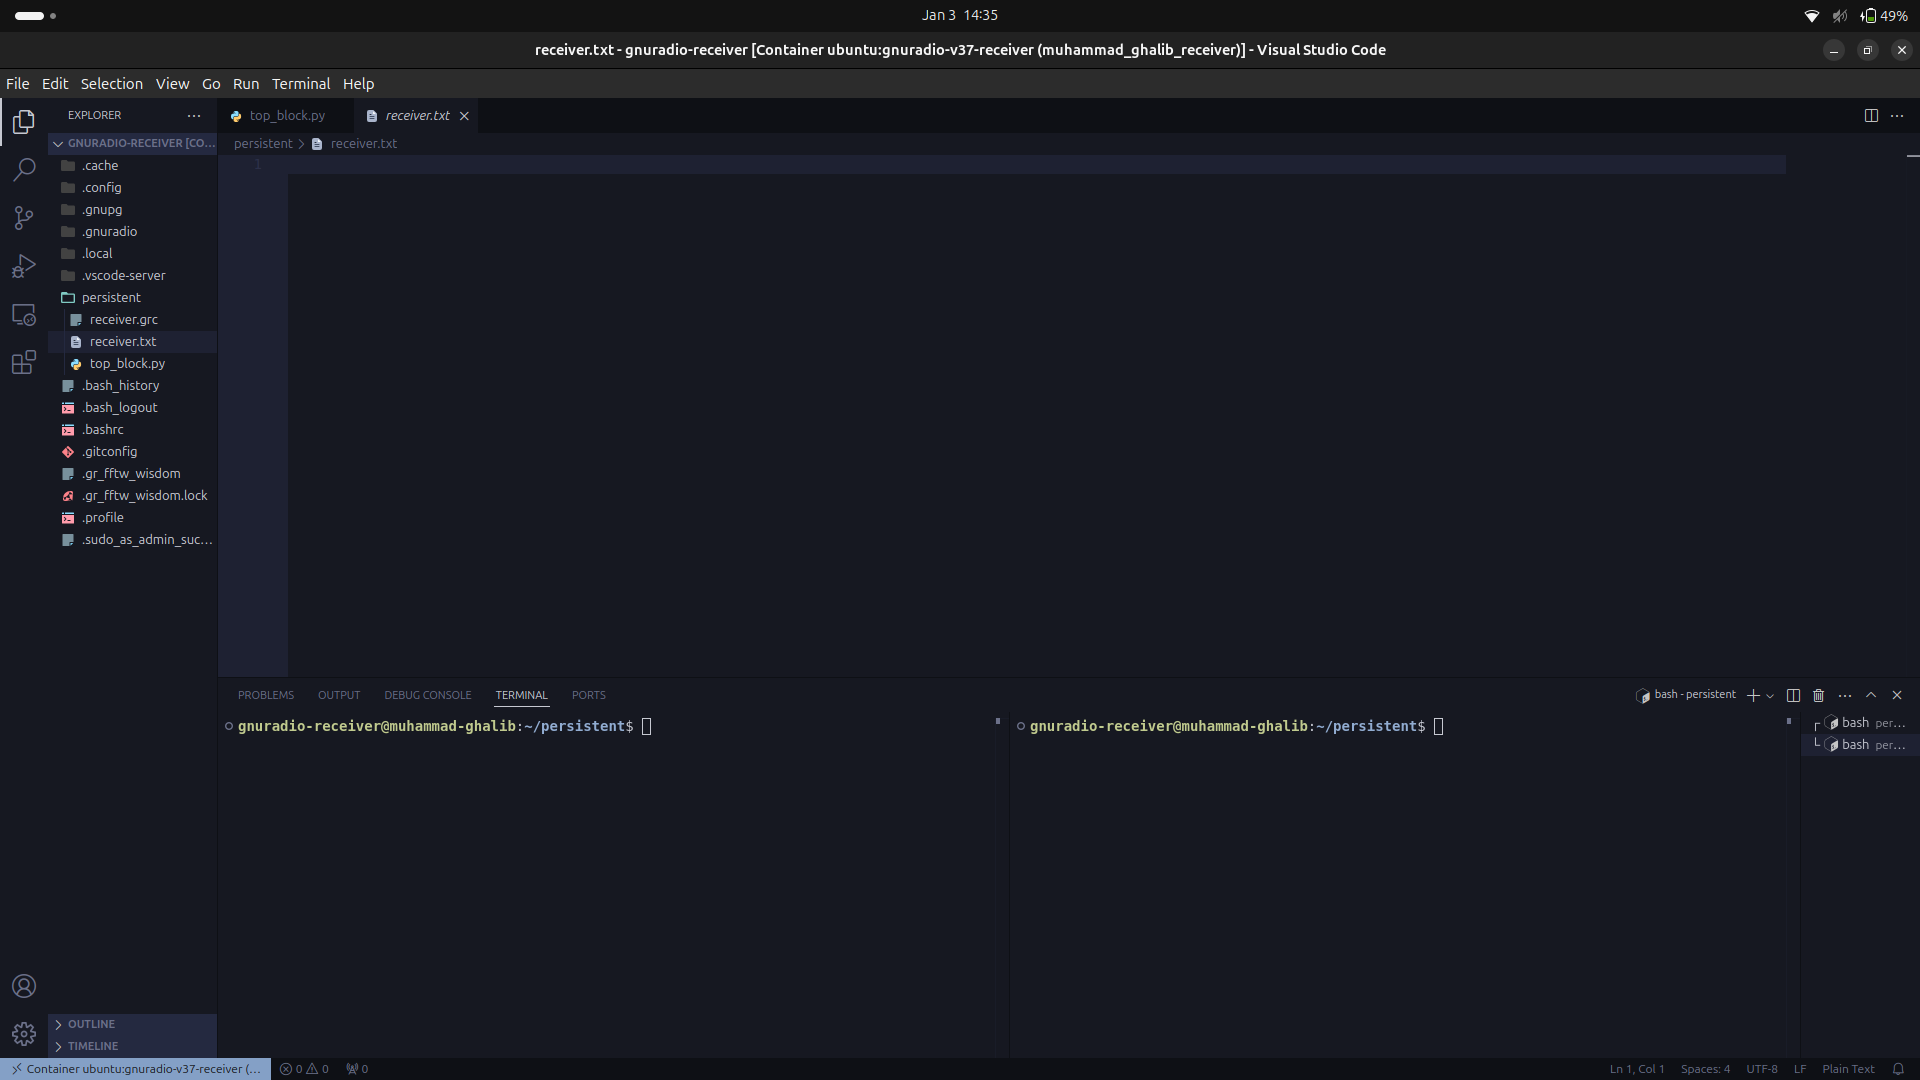 Jan 3 14:35
49%
receiver.txt - gnuradio-receiver [Container ubuntu:gnuradio-v37-receiver (muhammad_ghalib_receiver)] - Visual Studio Code
File Edit Selection View Go Run Terminal Help
EXPLORER
top_block.py
receiver.txt
GNURADIO-RECEIVER [CO...
persistent > receiver.txt
1
.cache
.config
.gnupg
.gnuradio
.local
.vscode-server
persistent
receiver.grc
receiver.txt
top_block.py
.bash_history
.bash_logout
.bashrc
.gitconfig
.gr_fftw_wisdom
.gr_fftw_wisdom.lock
.profile
.sudo_as_admin_suc...
PROBLEMS OUTPUT DEBUG CONSOLE TERMINAL PORTS
bash - persistent
gnuradio-receiver@muhammad-ghalib:~/persistent$
gnuradio-receiver@muhammad-ghalib:~/persistent$
bash per...
bash per...
OUTLINE
TIMELINE
Container ubuntu:gnuradio-v37-receiver (...
0 0 0
Ln 1, Col 1 Spaces: 4 UTF-8 LF Plain Text